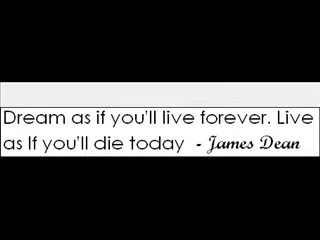 Dream as if you'll live forever. Live
as If you'll die today - James Dean